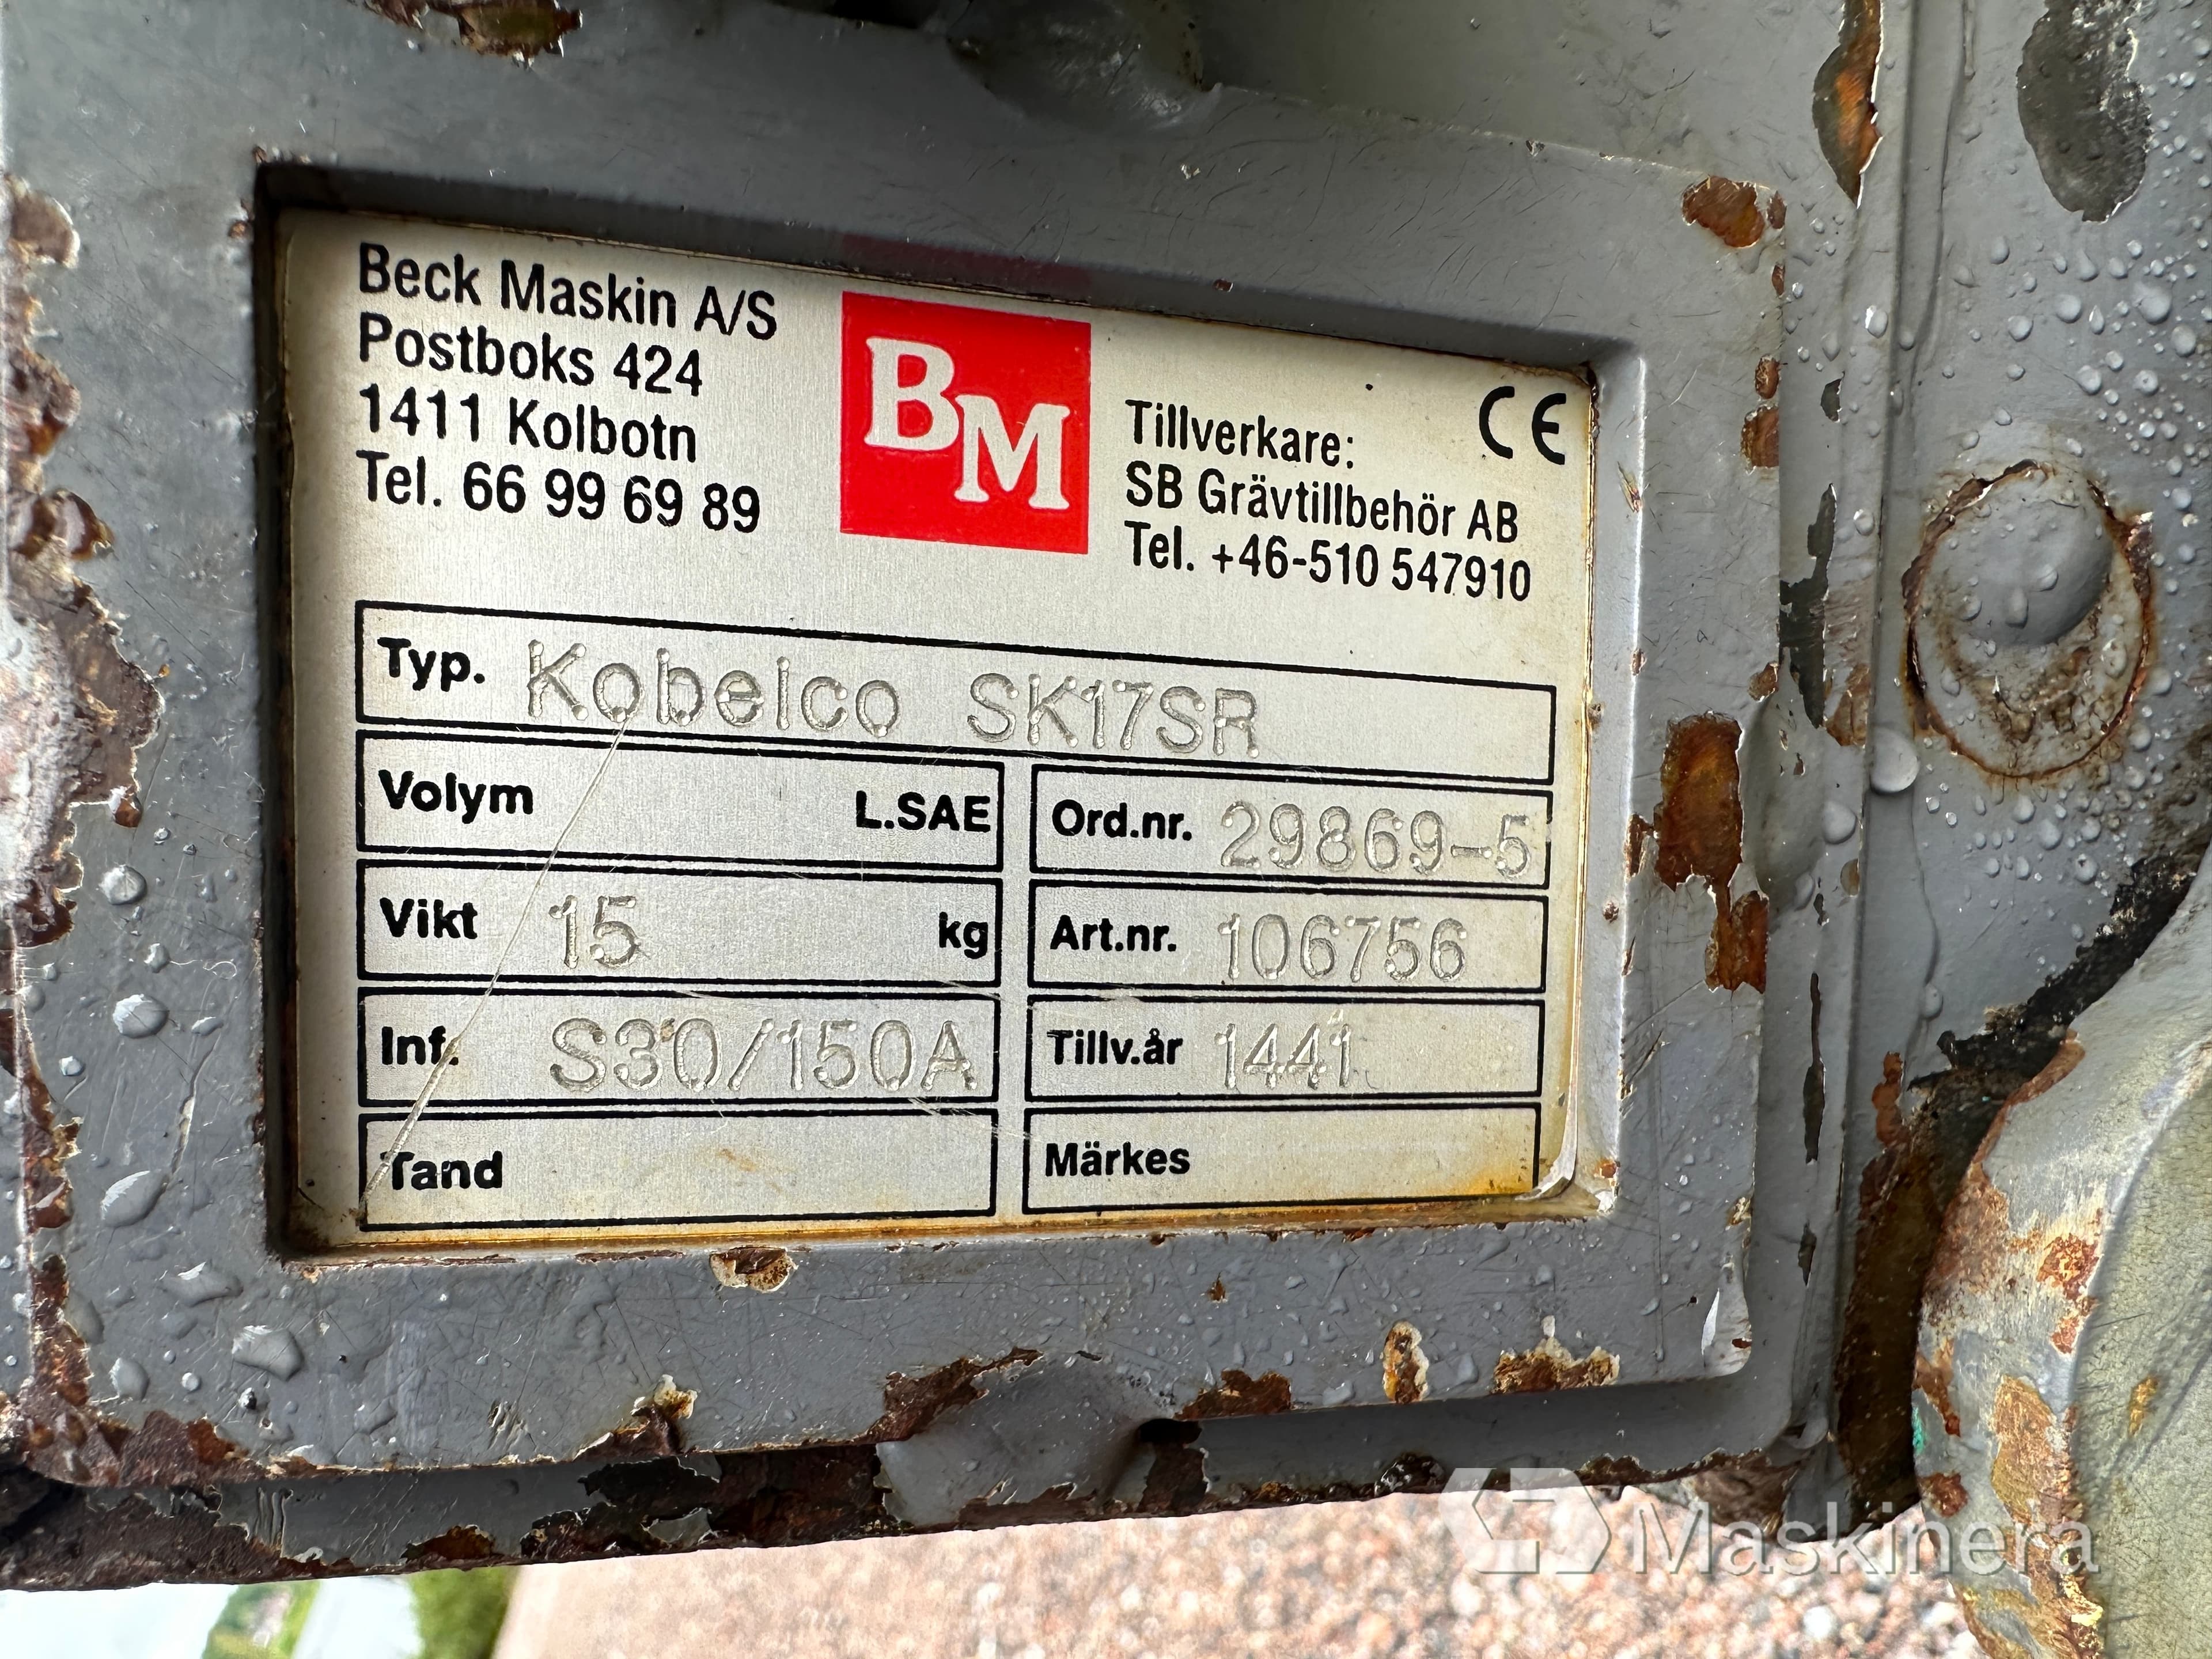 Beck Maskin A/S
Postboks 424
1411 Kolbotn
Tel. 66 99 69 89
BM
CE
Tillverkare:
SB Grävtillbehör AB
Tel. +46-510 547910
Typ. Kobelco SK17SR
Volym L.SAE
Ord.nr. 29869-5
Vikt 15 kg
Art.nr. 106756
Inf. S30/150A
Tillv.år 1441
Tand
Märkes
Maskinera